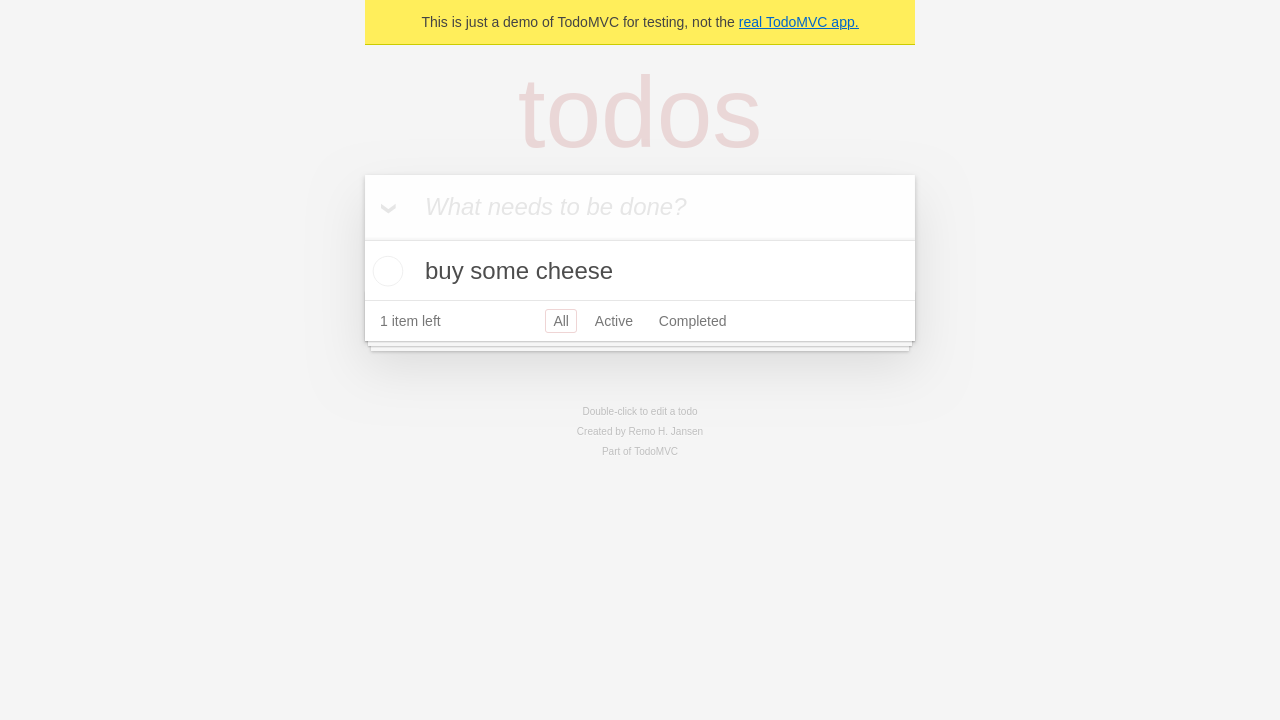 This is just a demo of TodoMVC for testing, not the real TodoMVC app.
todos
What needs to be done?
buy some cheese
1 item left All Active Completed
Double-click to edit a todo
Created by Remo H. Jansen
Part of TodoMVC